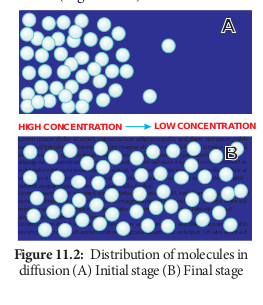 A
HIGH CONCENTRATION LOW CONCENTRATION
B
Figure 11.2: Distribution of molecules in
diffusion (A) Initial stage (B) Final stage